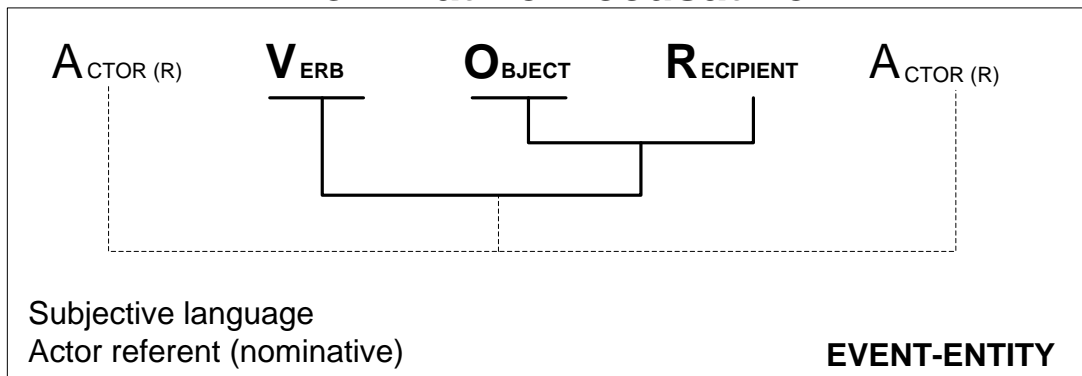 ACTOR (R) VERB OBJECT RECIPIENT ACTOR (R)
Subjective language
Actor referent (nominative)
EVENT-ENTITY